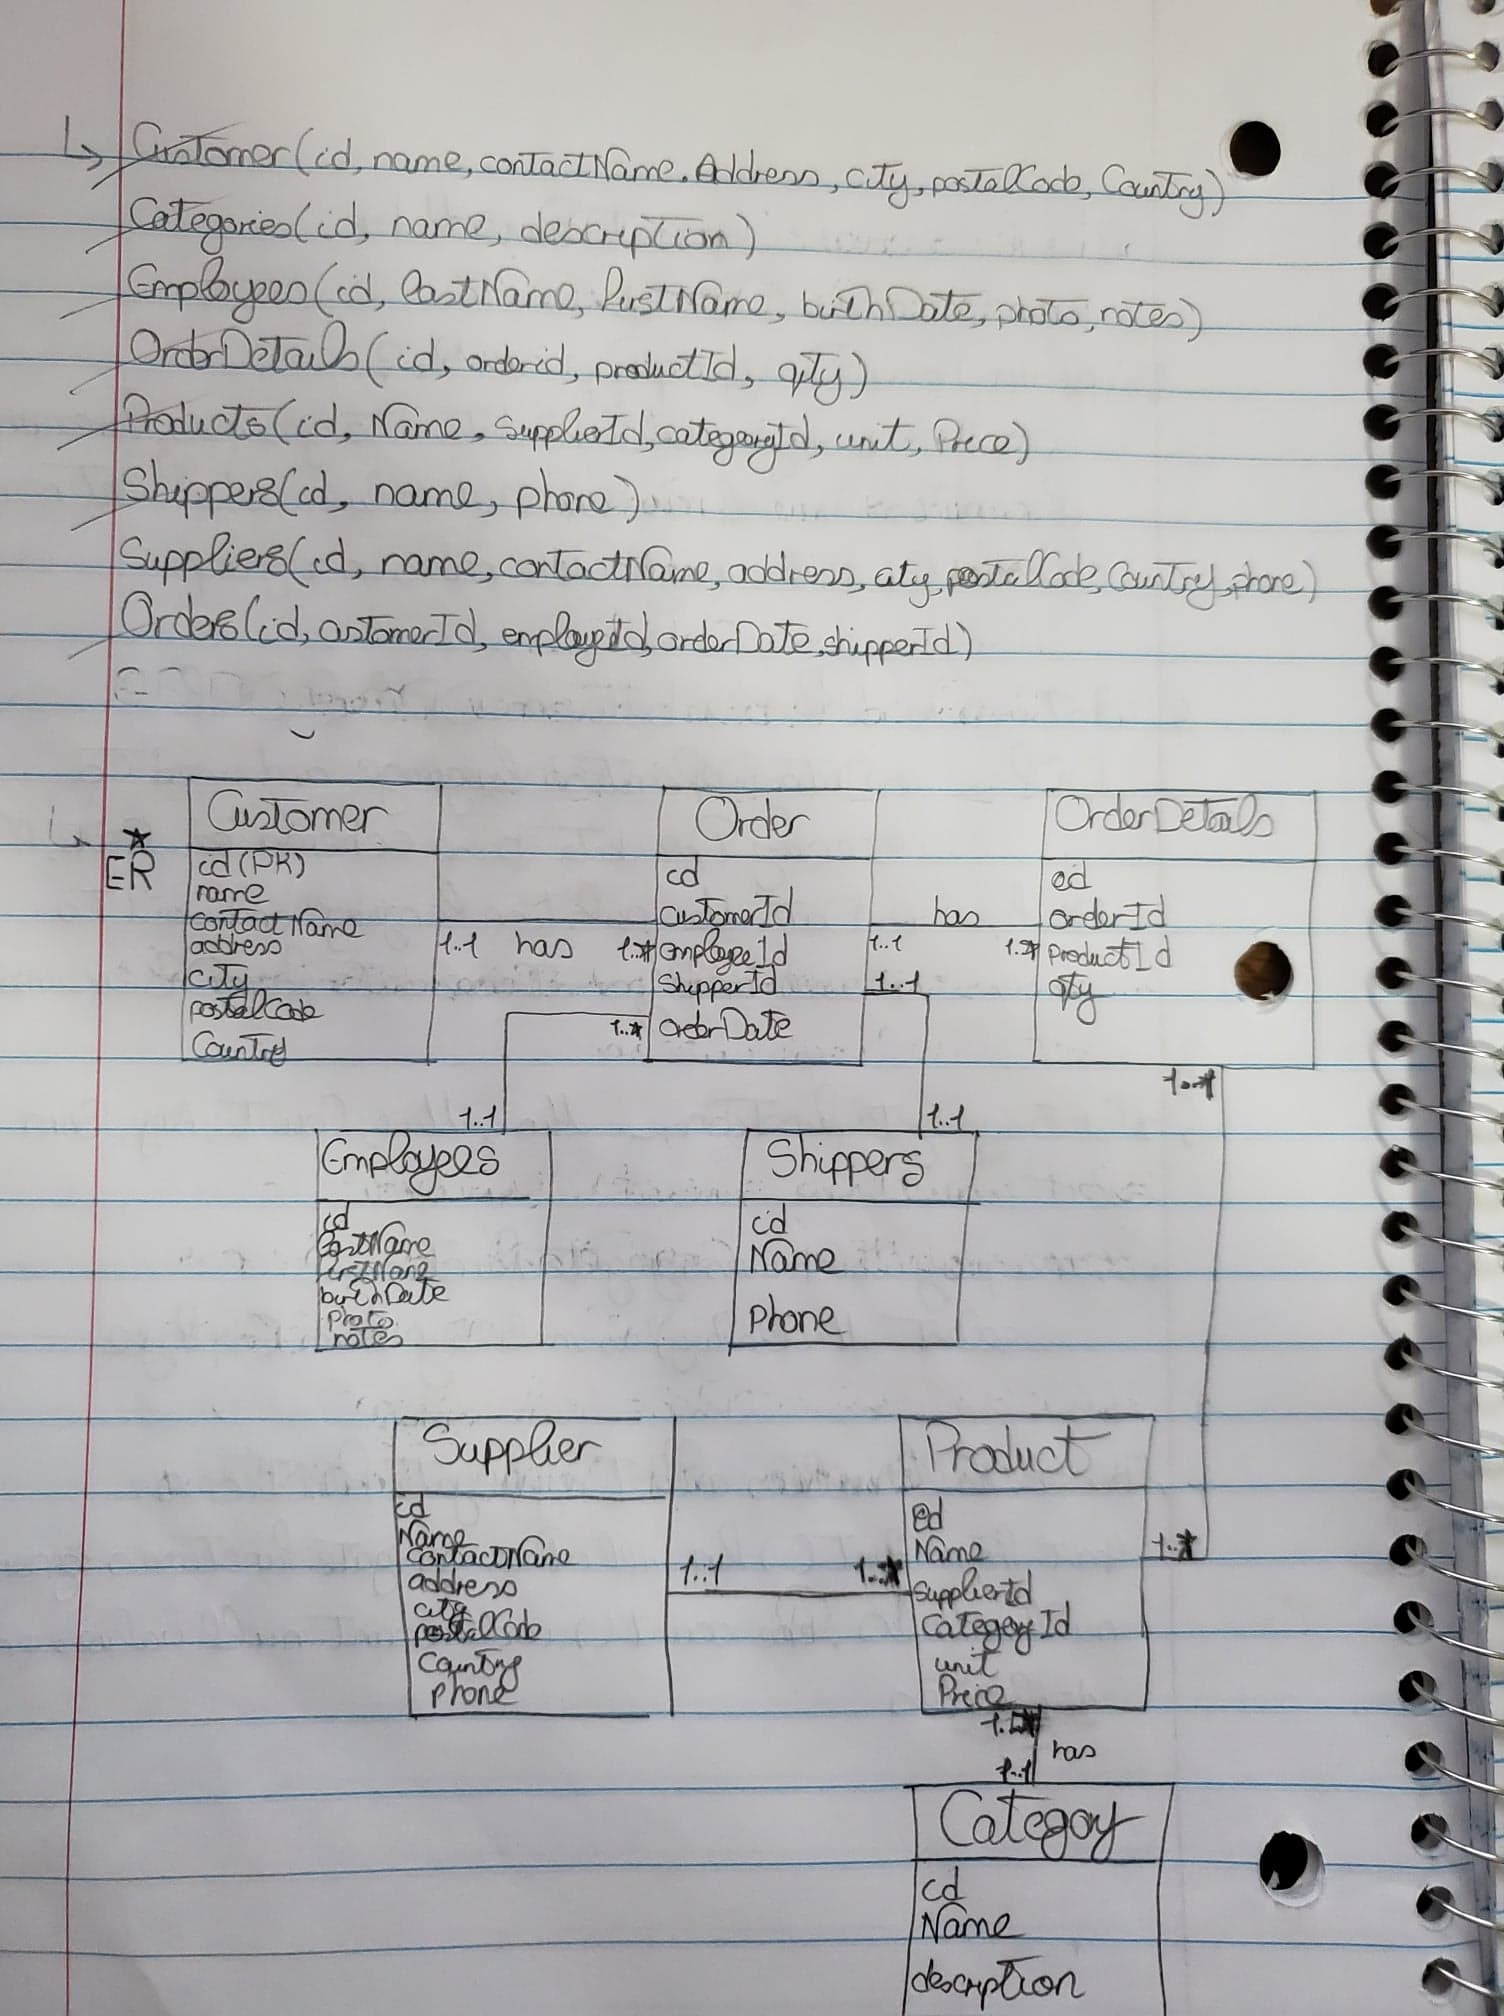 Customer(id, name, contactName, Address, city, postalCode, Country)
Categories(id, name, description)
Employees(id, lastName, firstName, birthDate, photo, notes)
OrderDetails(id, orderid, productId, qty)
Products(id, Name, SupplierId, categoryId, unit, Price)
Shippers(id, name, phone)
Suppliers(id, name, contactName, address, city, postalCode, Country, phone)
Orders(id, customerId, employeeId, orderDate, shipperId)
ER
Customer
id (PK)
name
contactName
address
city
postalCode
Country
1..1 has 1..*
Order
id
customerId
employeeId
ShipperId
OrderDate
has
1..1 1..*
1..1
1..*
OrderDetails
id
orderId
productId
qty
1..*
1..1
Employees
id
LastName
firstName
birthDate
Photo
notes
1..1
Shippers
id
Name
Phone
Supplier
id
Name
contactName
address
city
postalCode
Country
Phone
1..1 1..*
Product
id
Name
SupplierId
CategoryId
unit
Price
1..*
1..*
has
1..1
Categoy
id
Name
description